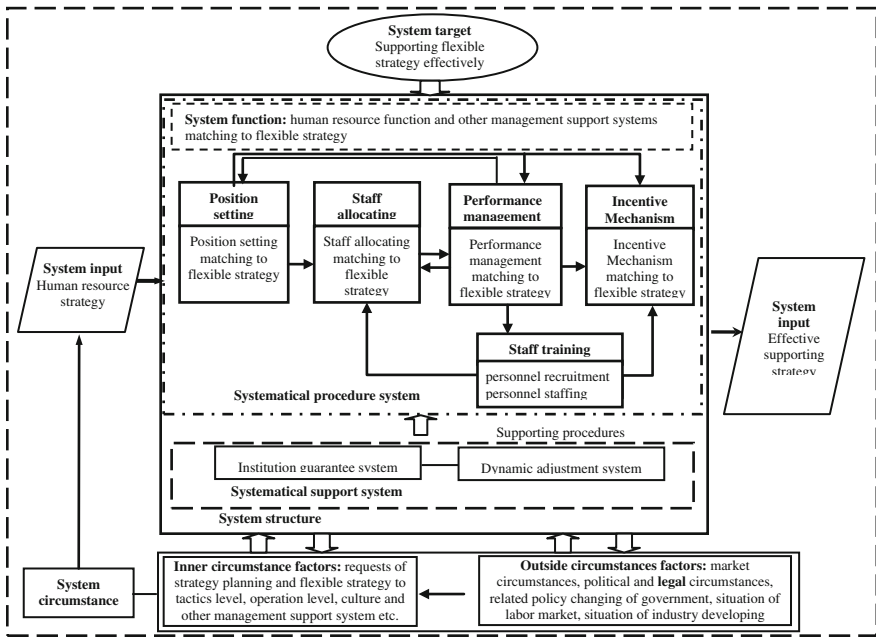 System target
Supporting flexible
strategy effectively
System function: human resource function and other management support systems
matching to flexible strategy
Position
setting
Position setting
matching to
flexible strategy
Staff
allocating
Staff allocating
matching to
flexible
strategy
Performance
management
Performance
management
matching to
flexible strategy
Incentive
Mechanism
Incentive
Mechanism
matching to
flexible strategy
System input
Human resource
strategy
System
input
Effective
supporting
strategy
Staff training
personnel recruitment
personnel staffing
Systematical procedure system
Supporting procedures
Institution guarantee system
Dynamic adjustment system
Systematical support system
System structure
System
circumstance
Inner circumstance factors: requests
of strategy planning and flexible strategy to
tactics level, operation level, culture and
other management support system etc.
Outside circumstances factors: market
circumstances, political and legal circumstances,
related policy changing of government, situation of
labor market, situation of industry developing